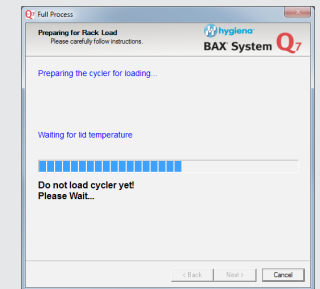 Full Process
Preparing for Rack Load
Please carefully follow instructions.
hygiena
BAX System Q7
Preparing the cycler for loading...
Waiting for lid temperature
Do not load cycler yet!
Please Wait...
< Back
Next >
Cancel